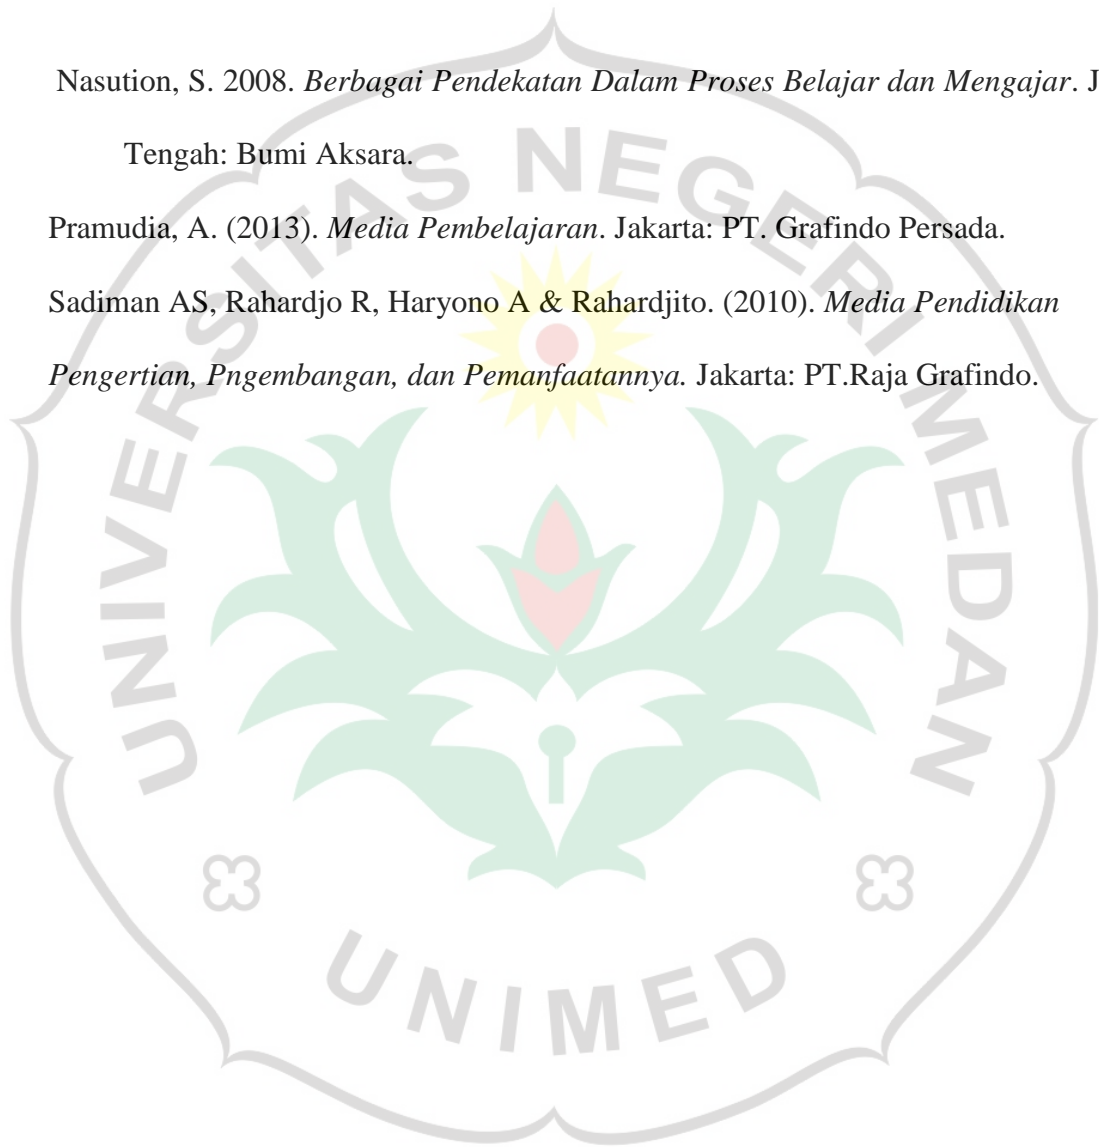 Nasution, S. 2008. Berbagai Pendekatan Dalam Proses Belajar dan Mengajar. J
Tengah: Bumi Aksara.
Pramudia, A. (2013). Media Pembelajaran. Jakarta: PT. Grafindo Persada.
Sadiman AS, Rahardjo R, Haryono A & Rahardjito. (2010). Media Pendidikan
Pengertian, Pngembangan, dan Pemanfaatannya. Jakarta: PT.Raja Grafindo.
UNIVERSITAS NEGERI MEDAN
UNIMED